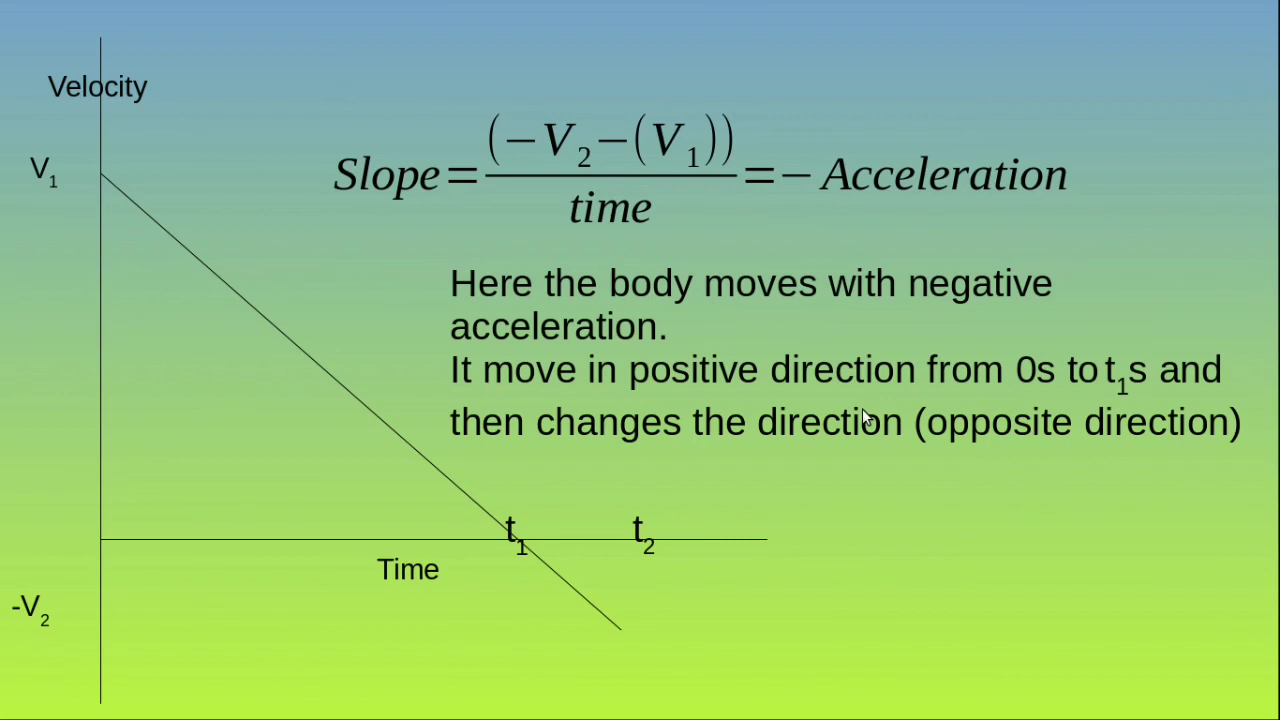 Velocity
V₁
Slope=(−V₂−(V₁))/time=−Acceleration
Here the body moves with negative
acceleration.
It move in positive direction from 0s to t₁s and
then changes the direction (opposite direction)
t₁ t₂
Time
-V₂